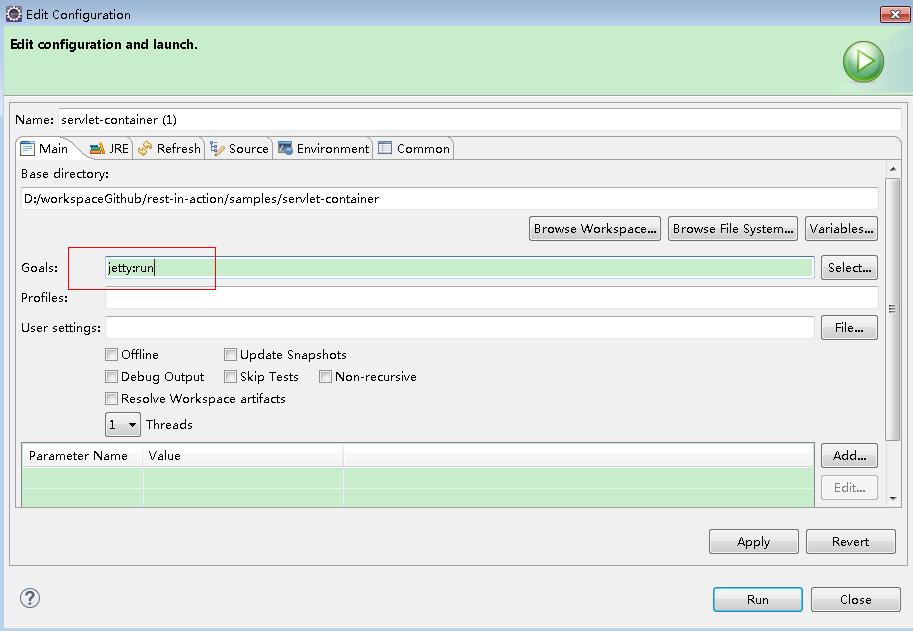 Edit Configuration
Edit configuration and launch.
Name: servlet-container (1)
Main JRE Refresh Source Environment Common
Base directory:
D:/workspaceGithub/rest-in-action/samples/servlet-container
Browse Workspace... Browse File System... Variables...
Goals: jetty:run Select...
Profiles:
User settings: File...
Offline Update Snapshots
Debug Output Skip Tests Non-recursive
Resolve Workspace artifacts
1 Threads
Parameter Name Value Add...
Edit...
Apply Revert
? Run Close